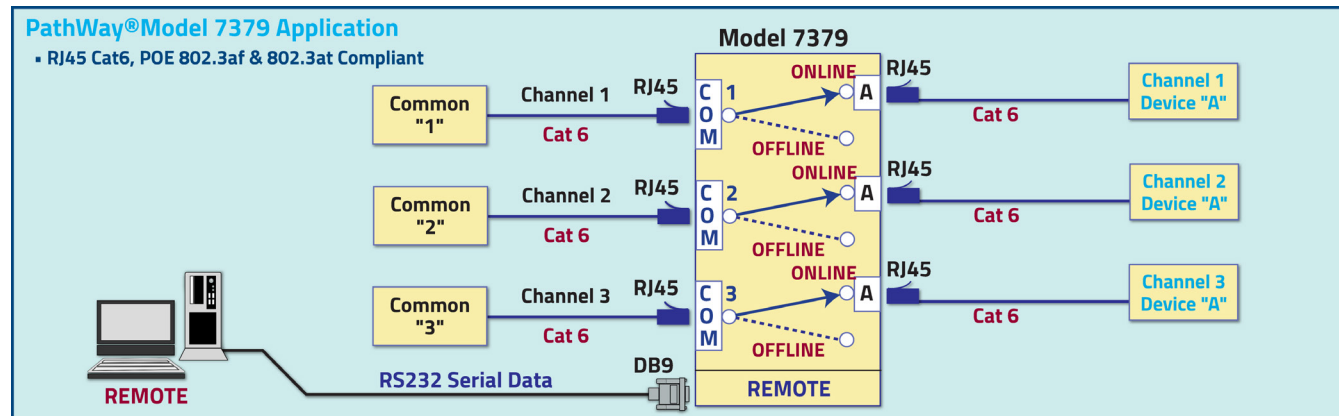 PathWay®Model 7379 Application
▪ RJ45 Cat6, POE 802.3af & 802.3at Compliant
Model 7379
Common
"1"
Channel 1
Cat 6
RJ45
C
O
M
1
ONLINE
OFFLINE
A
RJ45
Cat 6
Channel 1
Device "A"
Common
"2"
Channel 2
Cat 6
RJ45
C
O
M
2
ONLINE
OFFLINE
A
RJ45
Cat 6
Channel 2
Device "A"
Common
"3"
Channel 3
Cat 6
RJ45
C
O
M
3
ONLINE
OFFLINE
A
RJ45
Cat 6
Channel 3
Device "A"
REMOTE
RS232 Serial Data
DB9
REMOTE